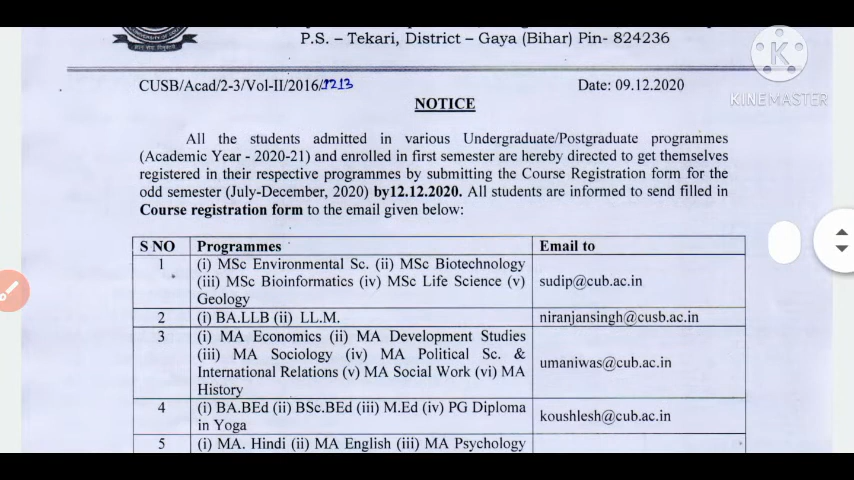 P.S. – Tekari, District – Gaya (Bihar) Pin- 824236
CUSB/Acad/2-3/Vol-II/2016/1213
Date: 09.12.2020
NOTICE
All the students admitted in various Undergraduate/Postgraduate programmes
(Academic Year - 2020-21) and enrolled in first semester are hereby directed to get themselves
registered in their respective programmes by submitting the Course Registration form for the
odd semester (July-December, 2020) by12.12.2020. All students are informed to send filled in
Course registration form to the email given below:
S NO Programmes Email to
1 (i) MSc Environmental Sc. (ii) MSc Biotechnology
(iii) MSc Bioinformatics (iv) MSc Life Science (v)
Geology
sudip@cub.ac.in
2 (i) BA.LLB (ii) LL.M. niranjansingh@cusb.ac.in
3 (i) MA Economics (ii) MA Development Studies
(iii) MA Sociology (iv) MA Political Sc. &
International Relations (v) MA Social Work (vi) MA
History
umaniwas@cub.ac.in
4 (i) BA.BEd (ii) BSc.BEd (iii) M.Ed (iv) PG Diploma
in Yoga
koushlesh@cub.ac.in
5 (i) MA. Hindi (ii) MA English (iii) MA Psychology
K
KINEMASTER